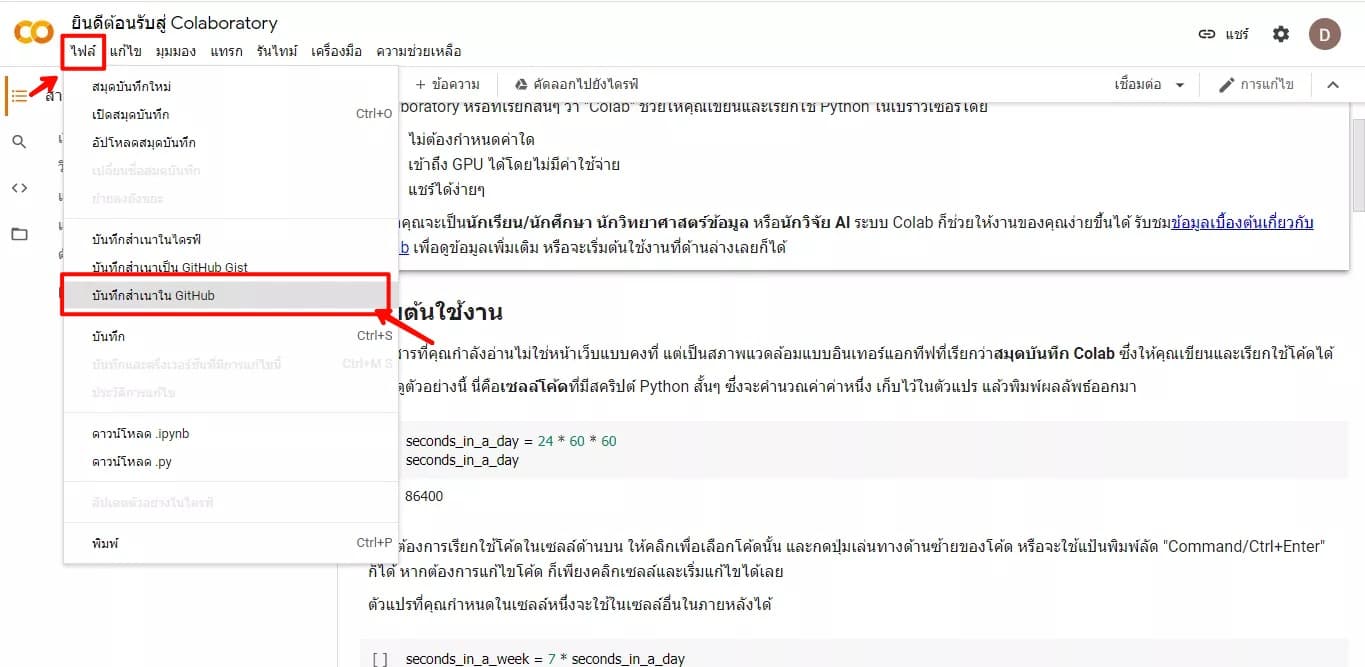 ยินดีต้อนรับสู่ Colaboratory
ไฟล์ แก้ไข มุมมอง แทรก รันไทม์ เครื่องมือ ความช่วยเหลือ
แชร์
D
+ ข้อความ
คัดลอกไปยังไดรฟ์
เชื่อมต่อ
การแก้ไข
สมุดบันทึกใหม่
เปิดสมุดบันทึก Ctrl+O
อัปโหลดสมุดบันทึก
เปลี่ยนชื่อสมุดบันทึก
ย้ายลงถังขยะ
บันทึกสำเนาในไดรฟ์
บันทึกสำเนาเป็น GitHub Gist
บันทึกสำเนาใน GitHub
บันทึก Ctrl+S
บันทึกและตรึงเวอร์ชันที่มีการแก้ไขนี้ Ctrl+M S
ประวัติการแก้ไข
ดาวน์โหลด .ipynb
ดาวน์โหลด .py
อัปเดตตัวอย่างในไดรฟ์
พิมพ์ Ctrl+P
boratory หรือที่เรียกสั้นๆ ว่า "Colab" ช่วยให้คุณเขียนและเรียกใช้ Python ในเบราว์เซอร์ โดย
ไม่ต้องกำหนดค่าใด
เข้าถึง GPU ได้โดยไม่มีค่าใช้จ่าย
แชร์ได้ง่ายๆ
คุณจะเป็นนักเรียน/นักศึกษา นักวิทยาศาสตร์ข้อมูล หรือนักวิจัย AI ระบบ Colab ก็ช่วยให้งานของคุณง่ายขึ้นได้ รับชมข้อมูลเบื้องต้นเกี่ยวกับ
b เพื่อดูข้อมูลเพิ่มเติม หรือจะเริ่มต้นใช้งานที่ด้านล่างเลยก็ได้
มต้นใช้งาน
สารที่คุณกำลังอ่านไม่ใช่หน้าเว็บแบบคงที่ แต่เป็นสภาพแวดล้อมแบบอินเทอร์แอกทีฟที่เรียกว่าสมุดบันทึก Colab ซึ่งให้คุณเขียนและเรียกใช้โค้ดได้
ดูตัวอย่างนี้ นี่คือเซลล์โค้ดที่มีสคริปต์ Python สั้นๆ ซึ่งจะคำนวณค่าค่าหนึ่ง เก็บไว้ในตัวแปร แล้วพิมพ์ผลลัพธ์ออกมา
seconds_in_a_day = 24 * 60 * 60
seconds_in_a_day
86400
ต้องการเรียกใช้โค้ดในเซลล์ด้านบน ให้คลิกเพื่อเลือกโค้ดนั้น และกดปุ่มเล่นทางด้านซ้ายของโค้ด หรือจะใช้แป้นพิมพ์ลัด "Command/Ctrl+Enter"
ก็ได้ หากต้องการแก้ไขโค้ด ก็เพียงคลิกเซลล์และเริ่มแก้ไขได้เลย
ตัวแปรที่คุณกำหนดในเซลล์หนึ่งจะใช้ในเซลล์อื่นในภายหลังได้
[ ] seconds_in_a_week = 7 * seconds_in_a_day